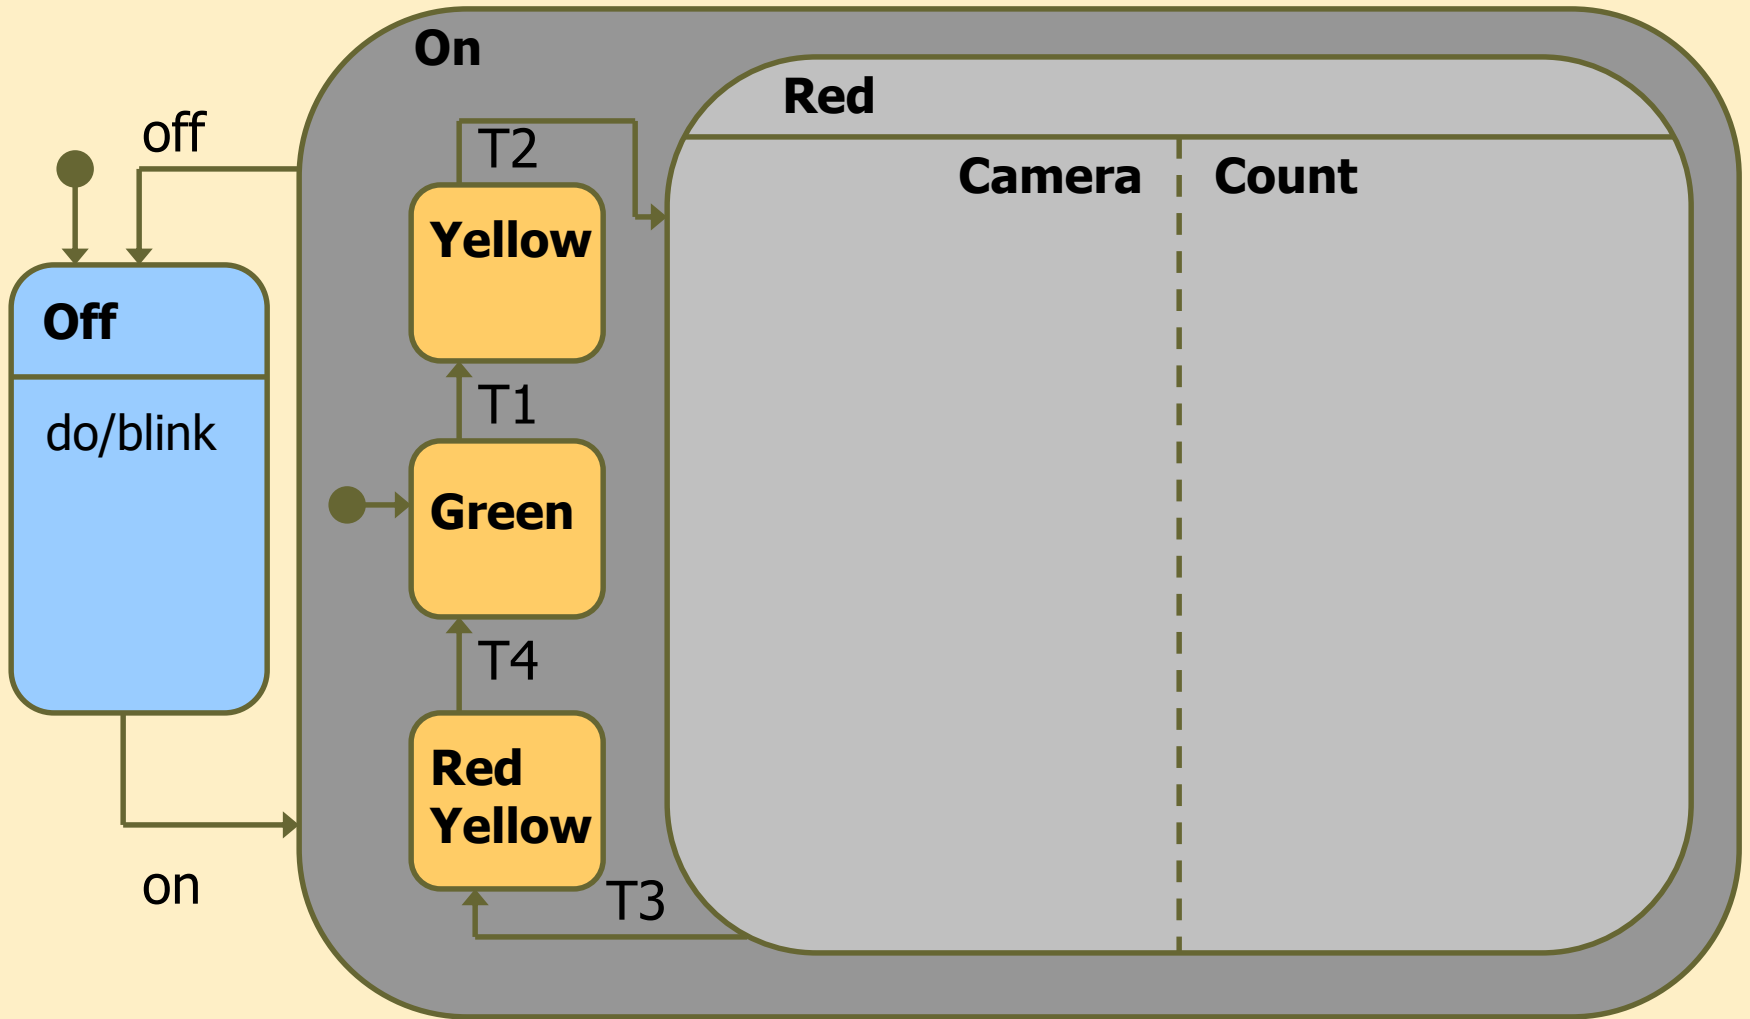 On
Red
off
T2
Camera
Count
Yellow
Off
T1
do/blink
Green
T4
Red
Yellow
on
T3